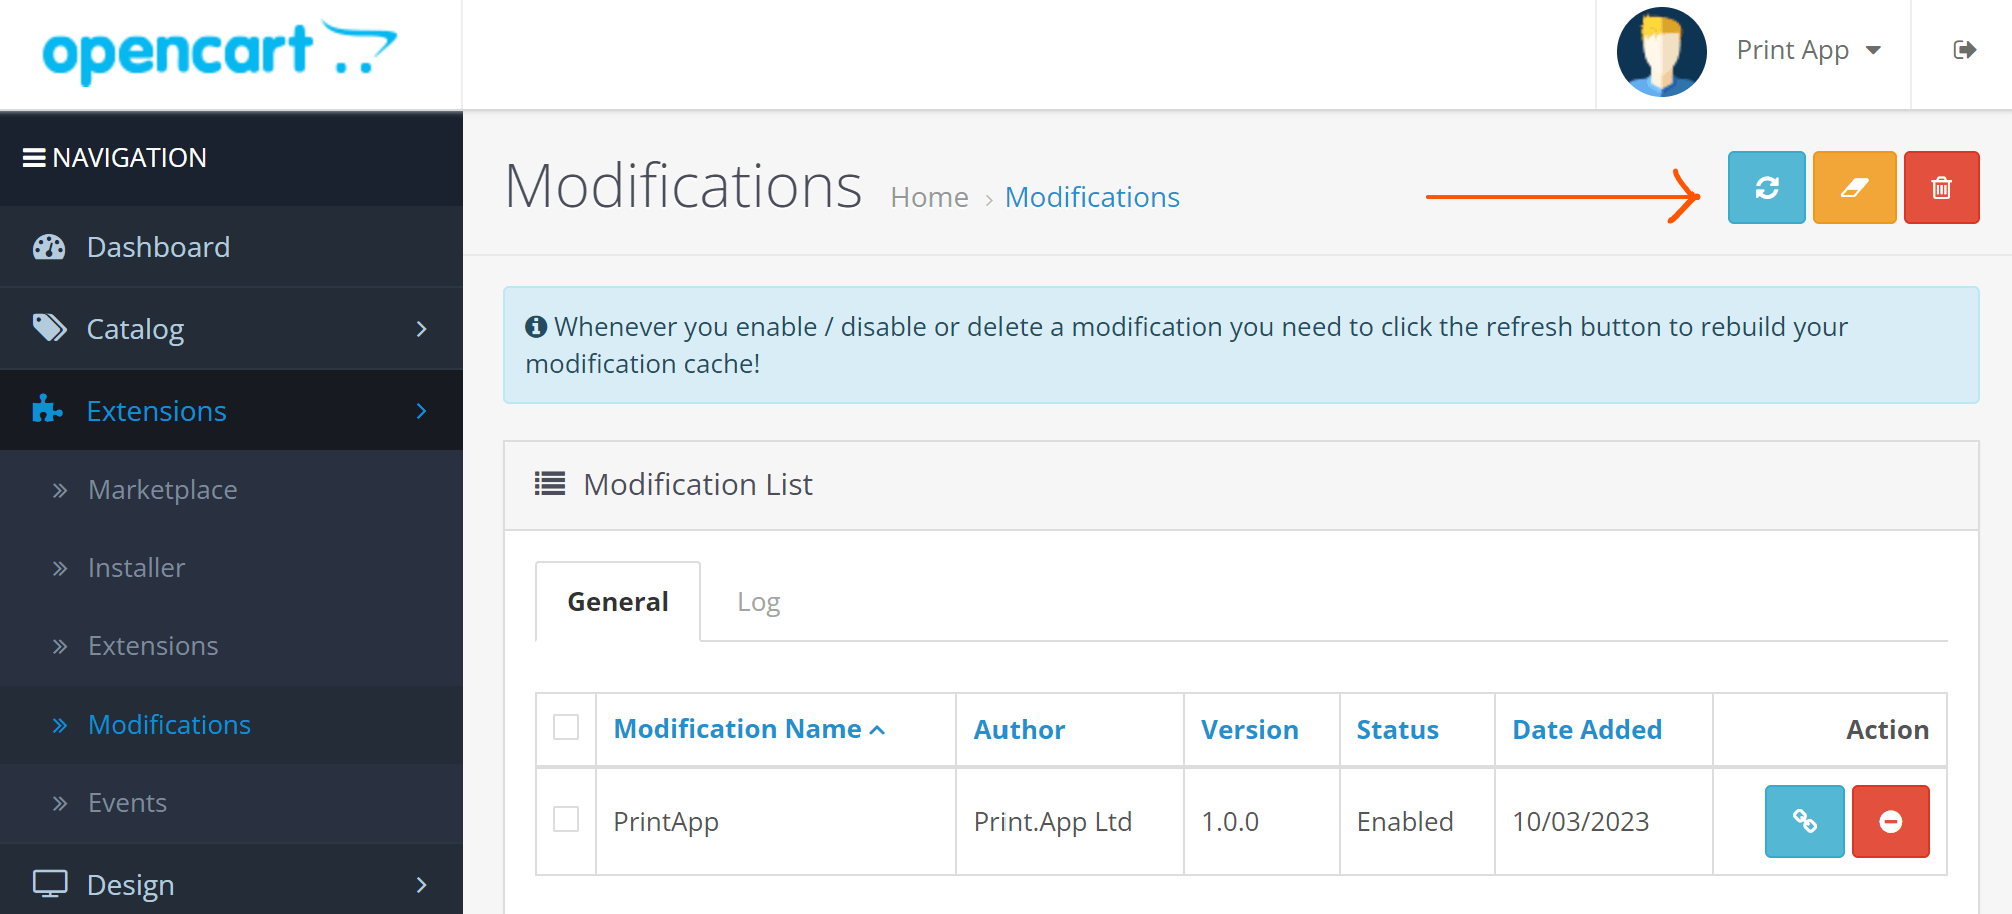 opencart
Print App
NAVIGATION
Dashboard
Catalog
Extensions
Marketplace
Installer
Extensions
Modifications
Events
Design
Modifications
Home › Modifications
Whenever you enable / disable or delete a modification you need to click the refresh button to rebuild your
modification cache!
Modification List
General Log
Modification Name Author Version Status Date Added Action
PrintApp Print.App Ltd 1.0.0 Enabled 10/03/2023